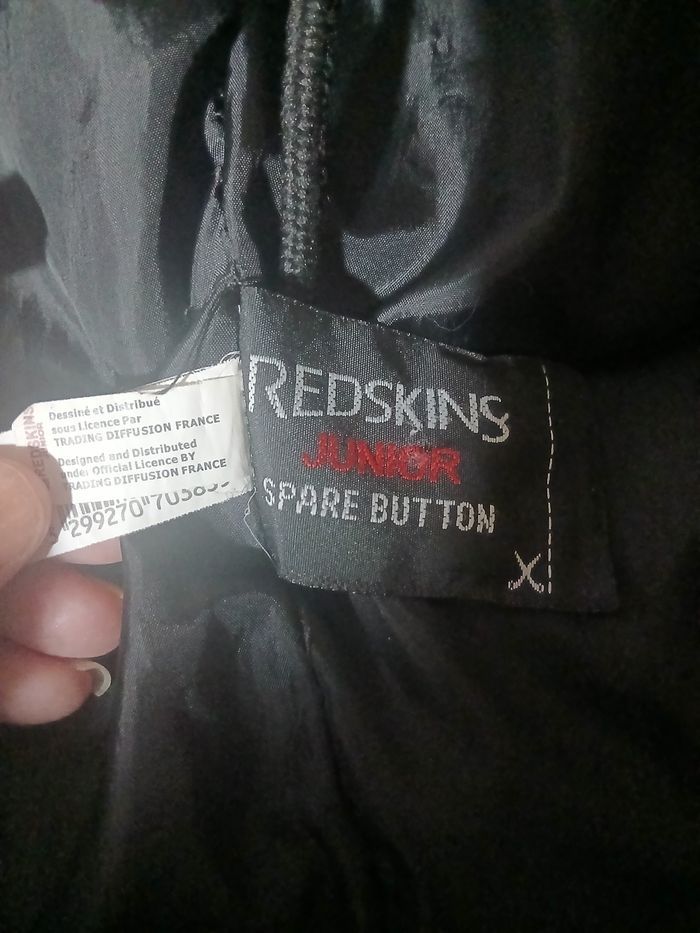 REDSKINS
JUNIOR
SPARE BUTTON
REDSKINS
Dessiné et Distribué
sous Licence Par
TRADING DIFFUSION FRANCE
Designed and Distributed
under Official Licence BY
TRADING DIFFUSION FRANCE